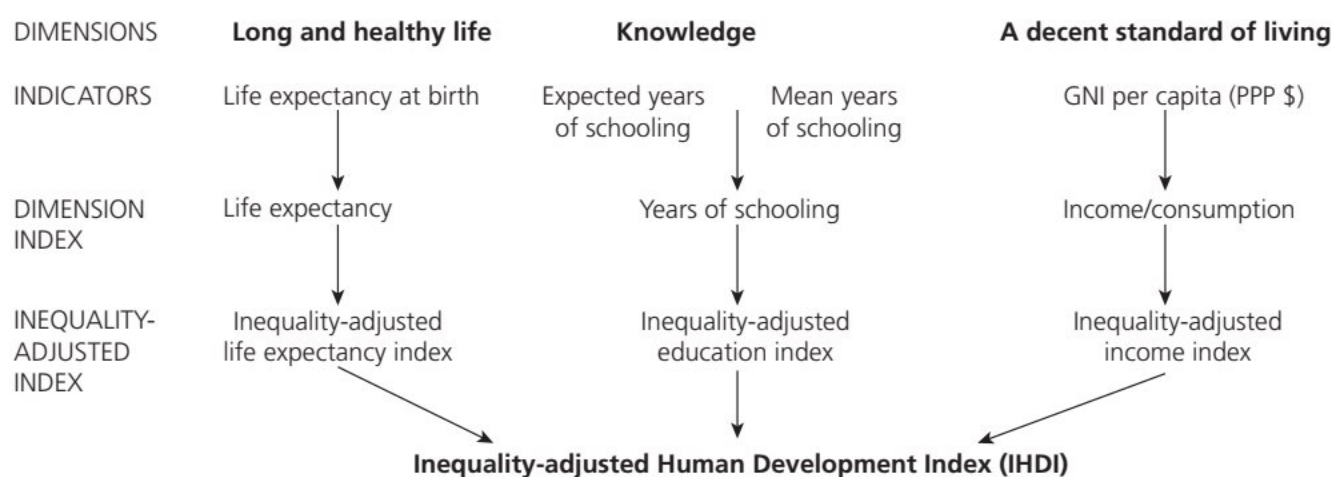 DIMENSIONS Long and healthy life Knowledge A decent standard of living
INDICATORS Life expectancy at birth Expected years Mean years GNI per capita (PPP $)
of schooling of schooling
DIMENSION Life expectancy Years of schooling Income/consumption
INDEX
INEQUALITY- Inequality-adjusted Inequality-adjusted Inequality-adjusted
ADJUSTED life expectancy index education index income index
INDEX
Inequality-adjusted Human Development Index (IHDI)